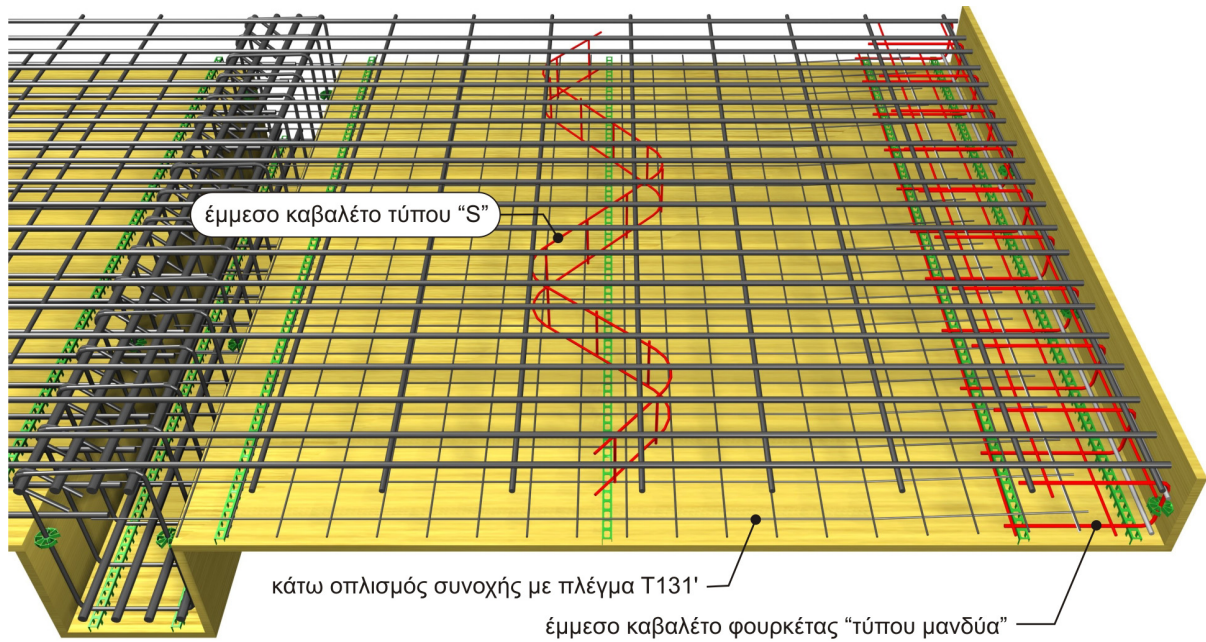 έμμεσο καβαλέτο τύπου “S”
κάτω οπλισμός συνοχής με πλέγμα T131'
έμμεσο καβαλέτο φουρκέτας “τύπου μανδύα”